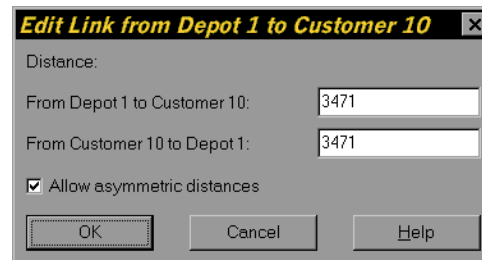 Edit Link from Depot 1 to Customer 10
Distance:
From Depot 1 to Customer 10: 3471
From Customer 10 to Depot 1: 3471
Allow asymmetric distances
OK Cancel Help